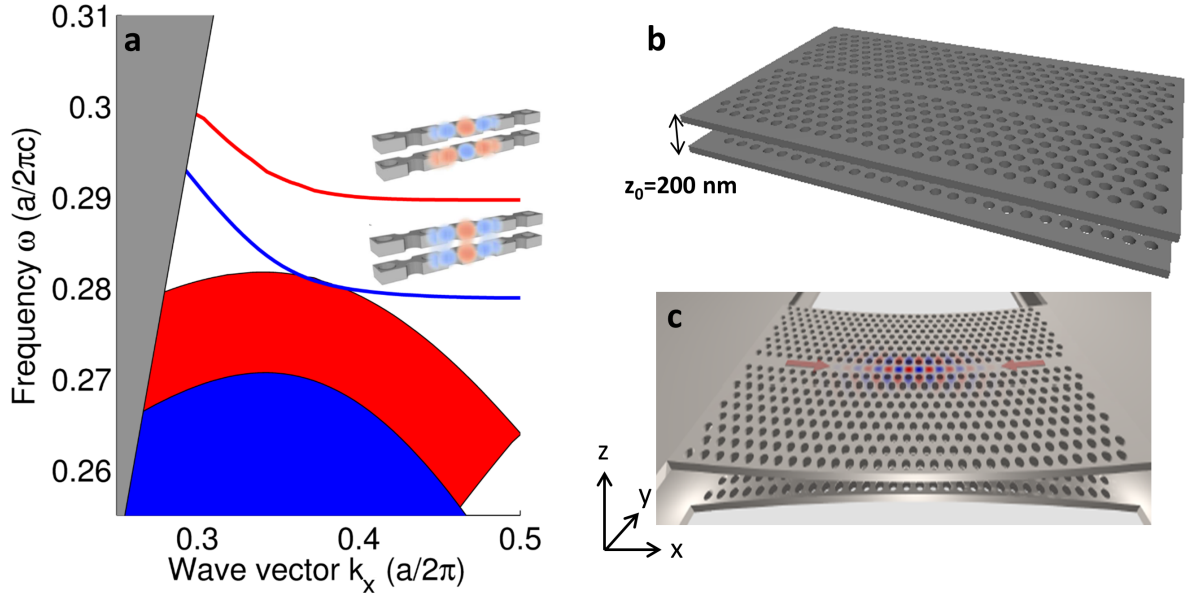 a
0.31
0.3
0.29
0.28
0.27
0.26
Frequency ω (a/2πc)
0.3
0.4
0.5
Wave vector kx (a/2π)
b
z0=200 nm
c
z
y
x